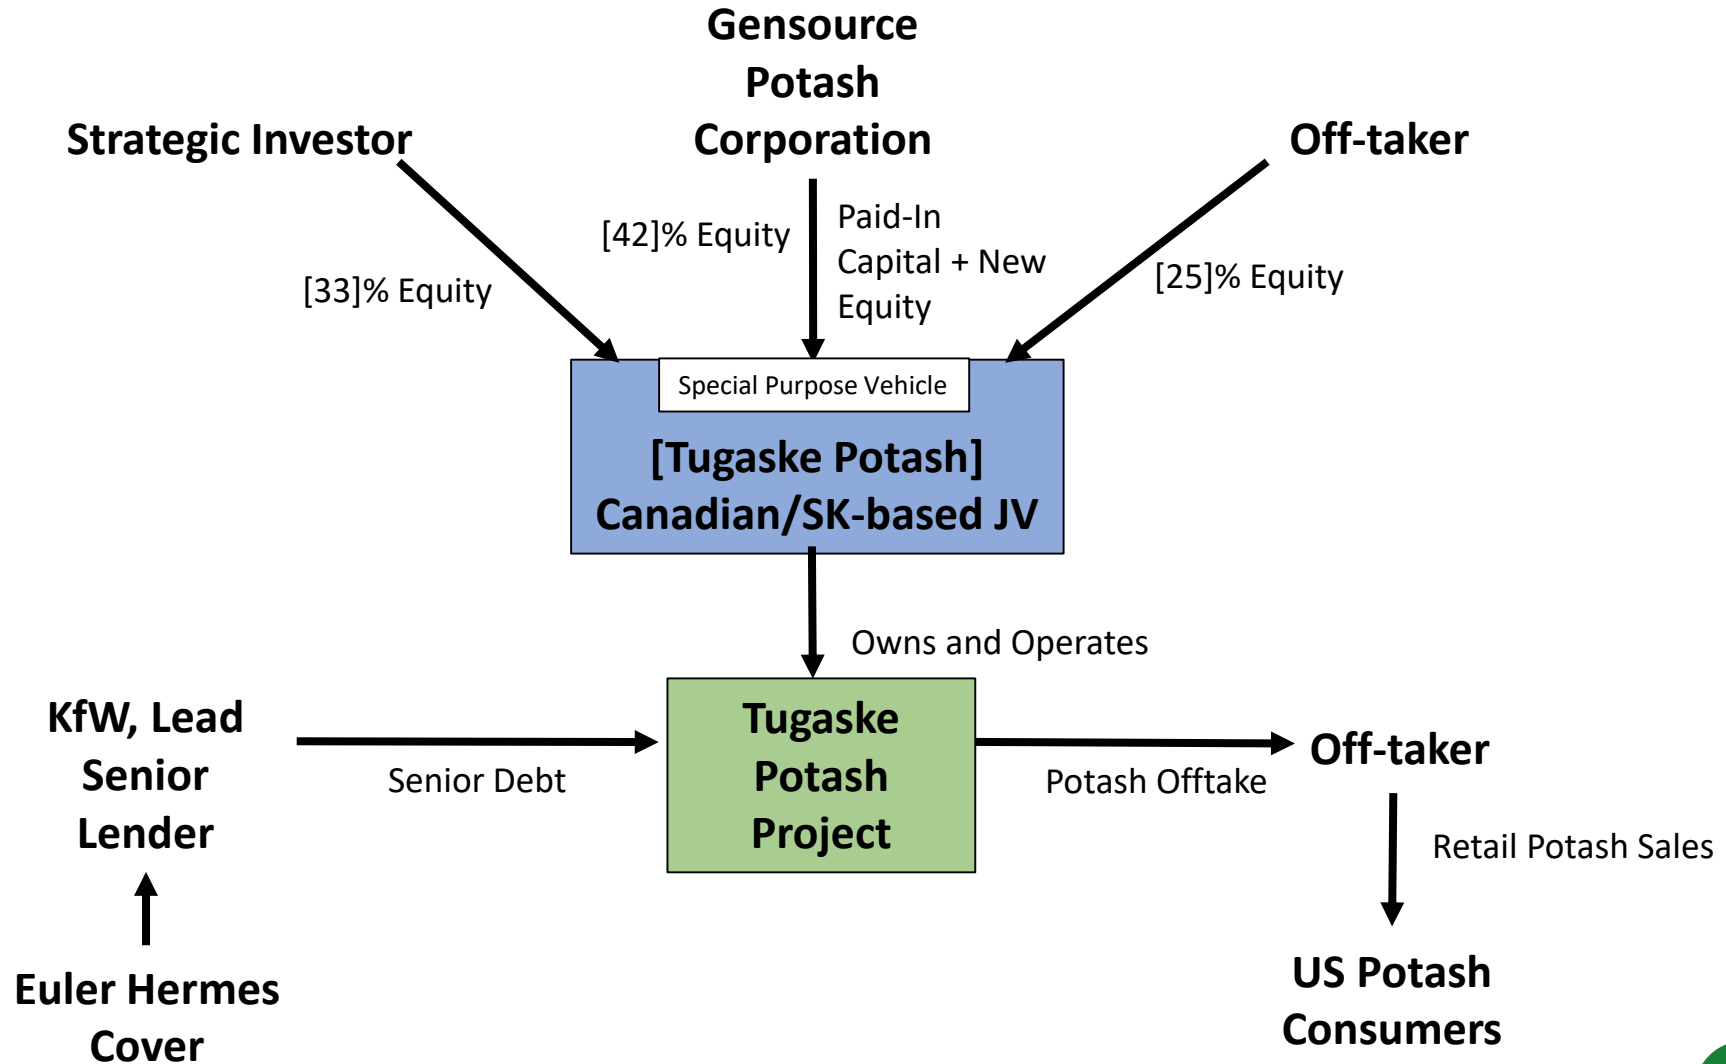 Gensource
Potash
Corporation
Strategic Investor
Off-taker
[42]% Equity
Paid-In
Capital + New
Equity
[33]% Equity
[25]% Equity
Special Purpose Vehicle
[Tugaske Potash]
Canadian/SK-based JV
Owns and Operates
KfW, Lead
Senior
Lender
Senior Debt
Tugaske
Potash
Project
Potash Offtake
Off-taker
Retail Potash Sales
Euler Hermes
Cover
US Potash
Consumers